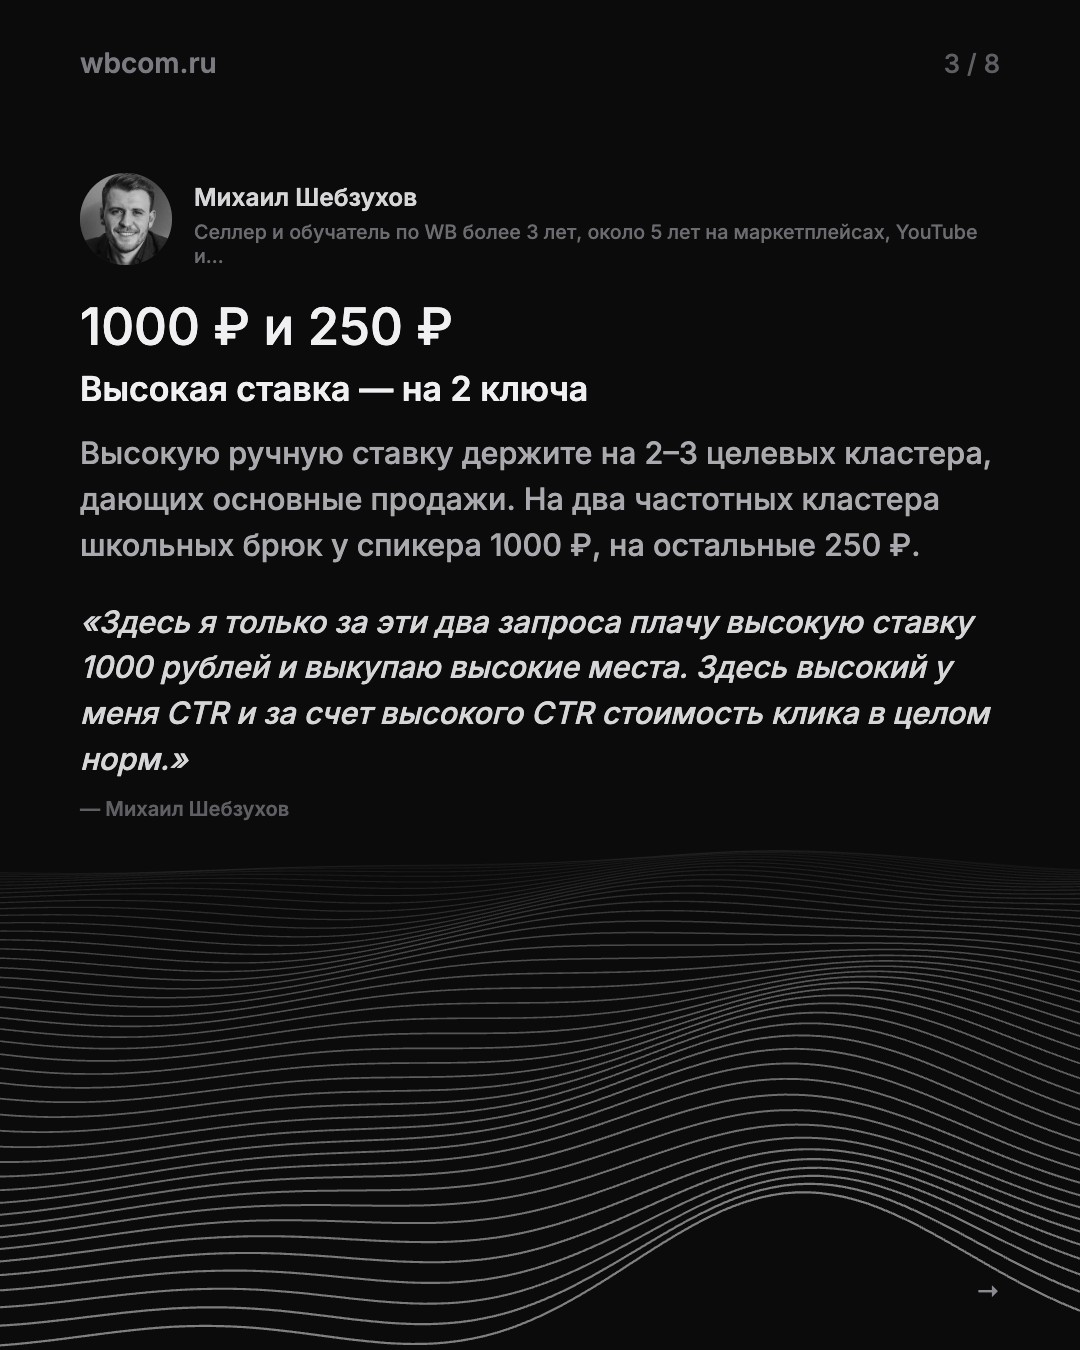 wbcom.ru
3 / 8
Михаил Шебзухов
Селлер и обучатель по WB более 3 лет, около 5 лет на маркетплейсах, YouTube
и...
1000 ₽ и 250 ₽
Высокая ставка — на 2 ключа
Высокую ручную ставку держите на 2–3 целевых кластера,
дающих основные продажи. На два частотных кластера
школьных брюк у спикера 1000 ₽, на остальные 250 ₽.
«Здесь я только за эти два запроса плачу высокую ставку
1000 рублей и выкупаю высокие места. Здесь высокий у
меня CTR и за счет высокого CTR стоимость клика в целом
норм.»
— Михаил Шебзухов
→